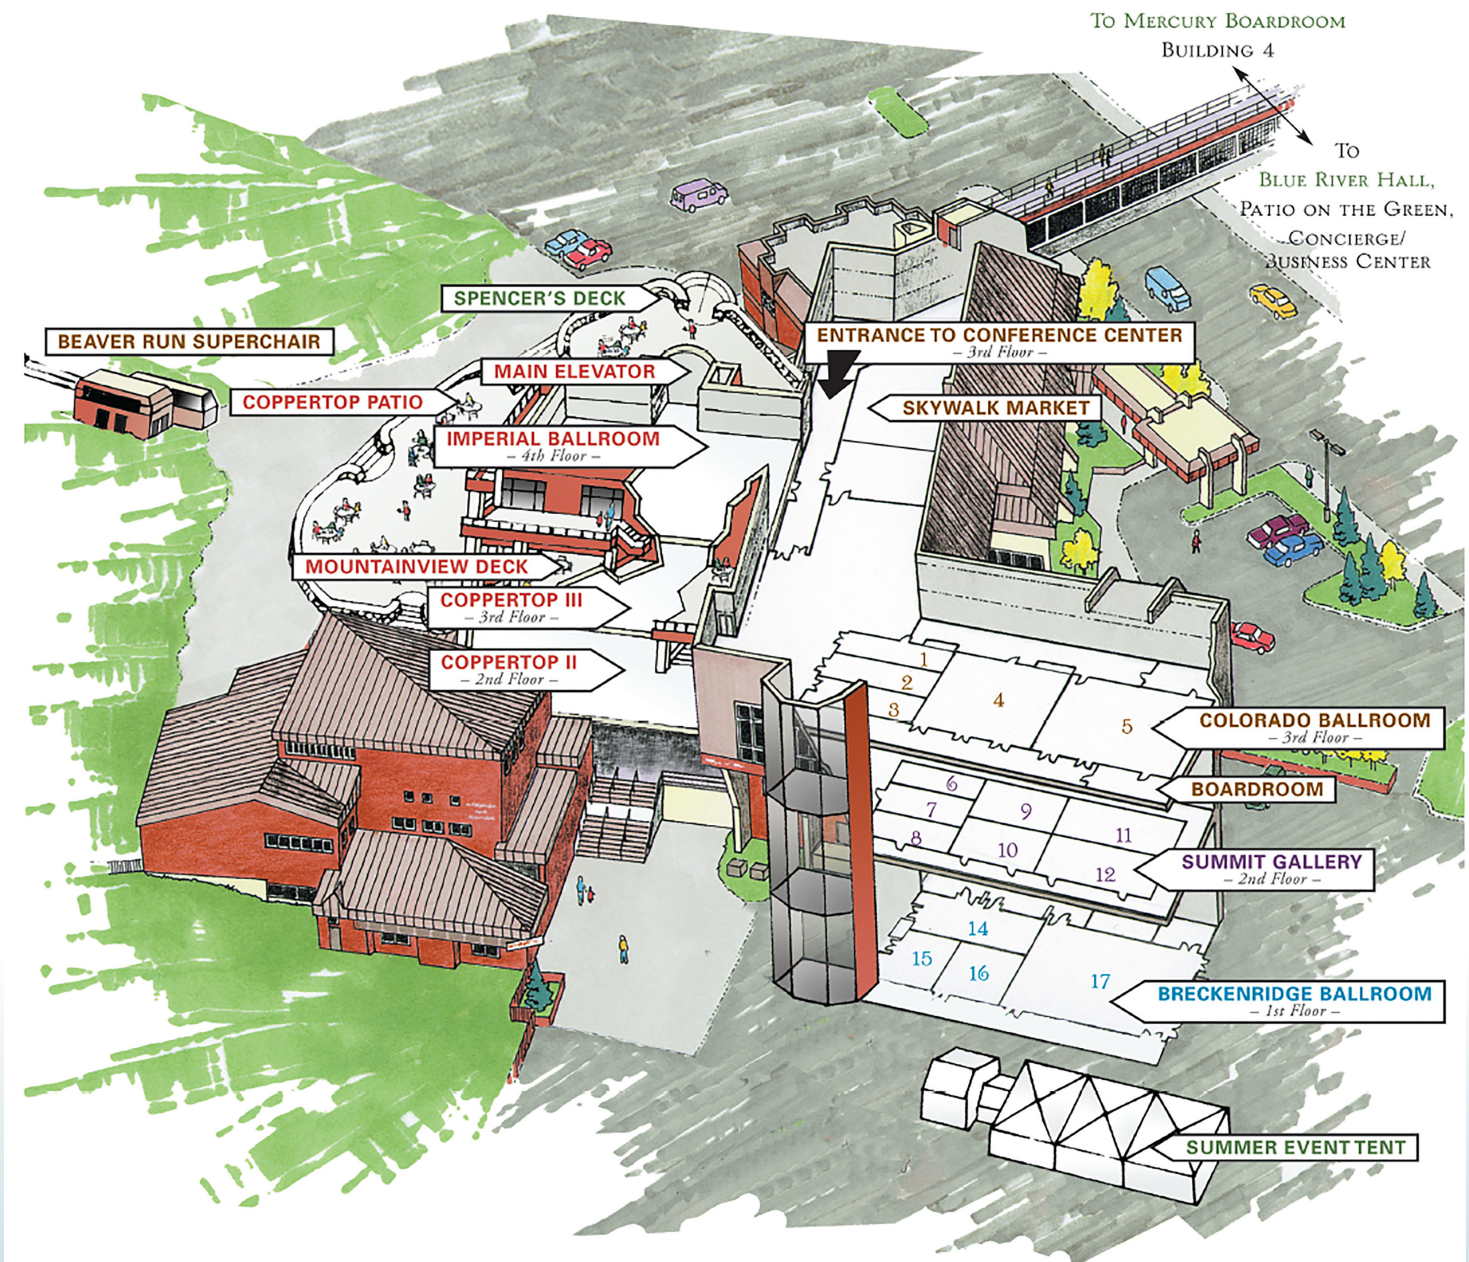 To Mercury Boardroom
Building 4
To
Blue River Hall,
Patio on the Green,
Concierge/
Business Center
SPENCER'S DECK
BEAVER RUN SUPERCHAIR
ENTRANCE TO CONFERENCE CENTER
– 3rd Floor –
MAIN ELEVATOR
COPPERTOP PATIO
SKYWALK MARKET
IMPERIAL BALLROOM
– 4th Floor –
MOUNTAINVIEW DECK
COPPERTOP III
– 3rd Floor –
COPPERTOP II
– 2nd Floor –
1
2
3
4
5
COLORADO BALLROOM
– 3rd Floor –
BOARDROOM
6
7
8
9
10
11
12
SUMMIT GALLERY
– 2nd Floor –
14
15
16
17
BRECKENRIDGE BALLROOM
– 1st Floor –
SUMMER EVENT TENT